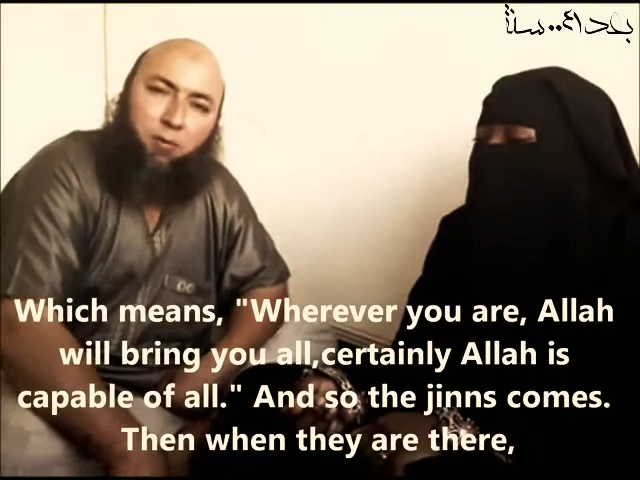 بعد١٤٠٠سنة
Which means, "Wherever you are, Allah
will bring you all,certainly Allah is
capable of all." And so the jinns comes.
Then when they are there,